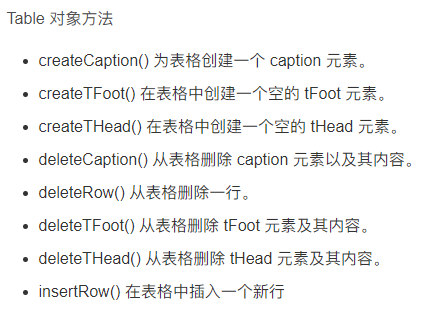 Table 对象方法
createCaption() 为表格创建一个 caption 元素。
createTFoot() 在表格中创建一个空的 tFoot 元素。
createTHead() 在表格中创建一个空的 tHead 元素。
deleteCaption() 从表格删除 caption 元素以及其内容。
deleteRow() 从表格删除一行。
deleteTFoot() 从表格删除 tFoot 元素及其内容。
deleteTHead() 从表格删除 tHead 元素及其内容。
insertRow() 在表格中插入一个新行